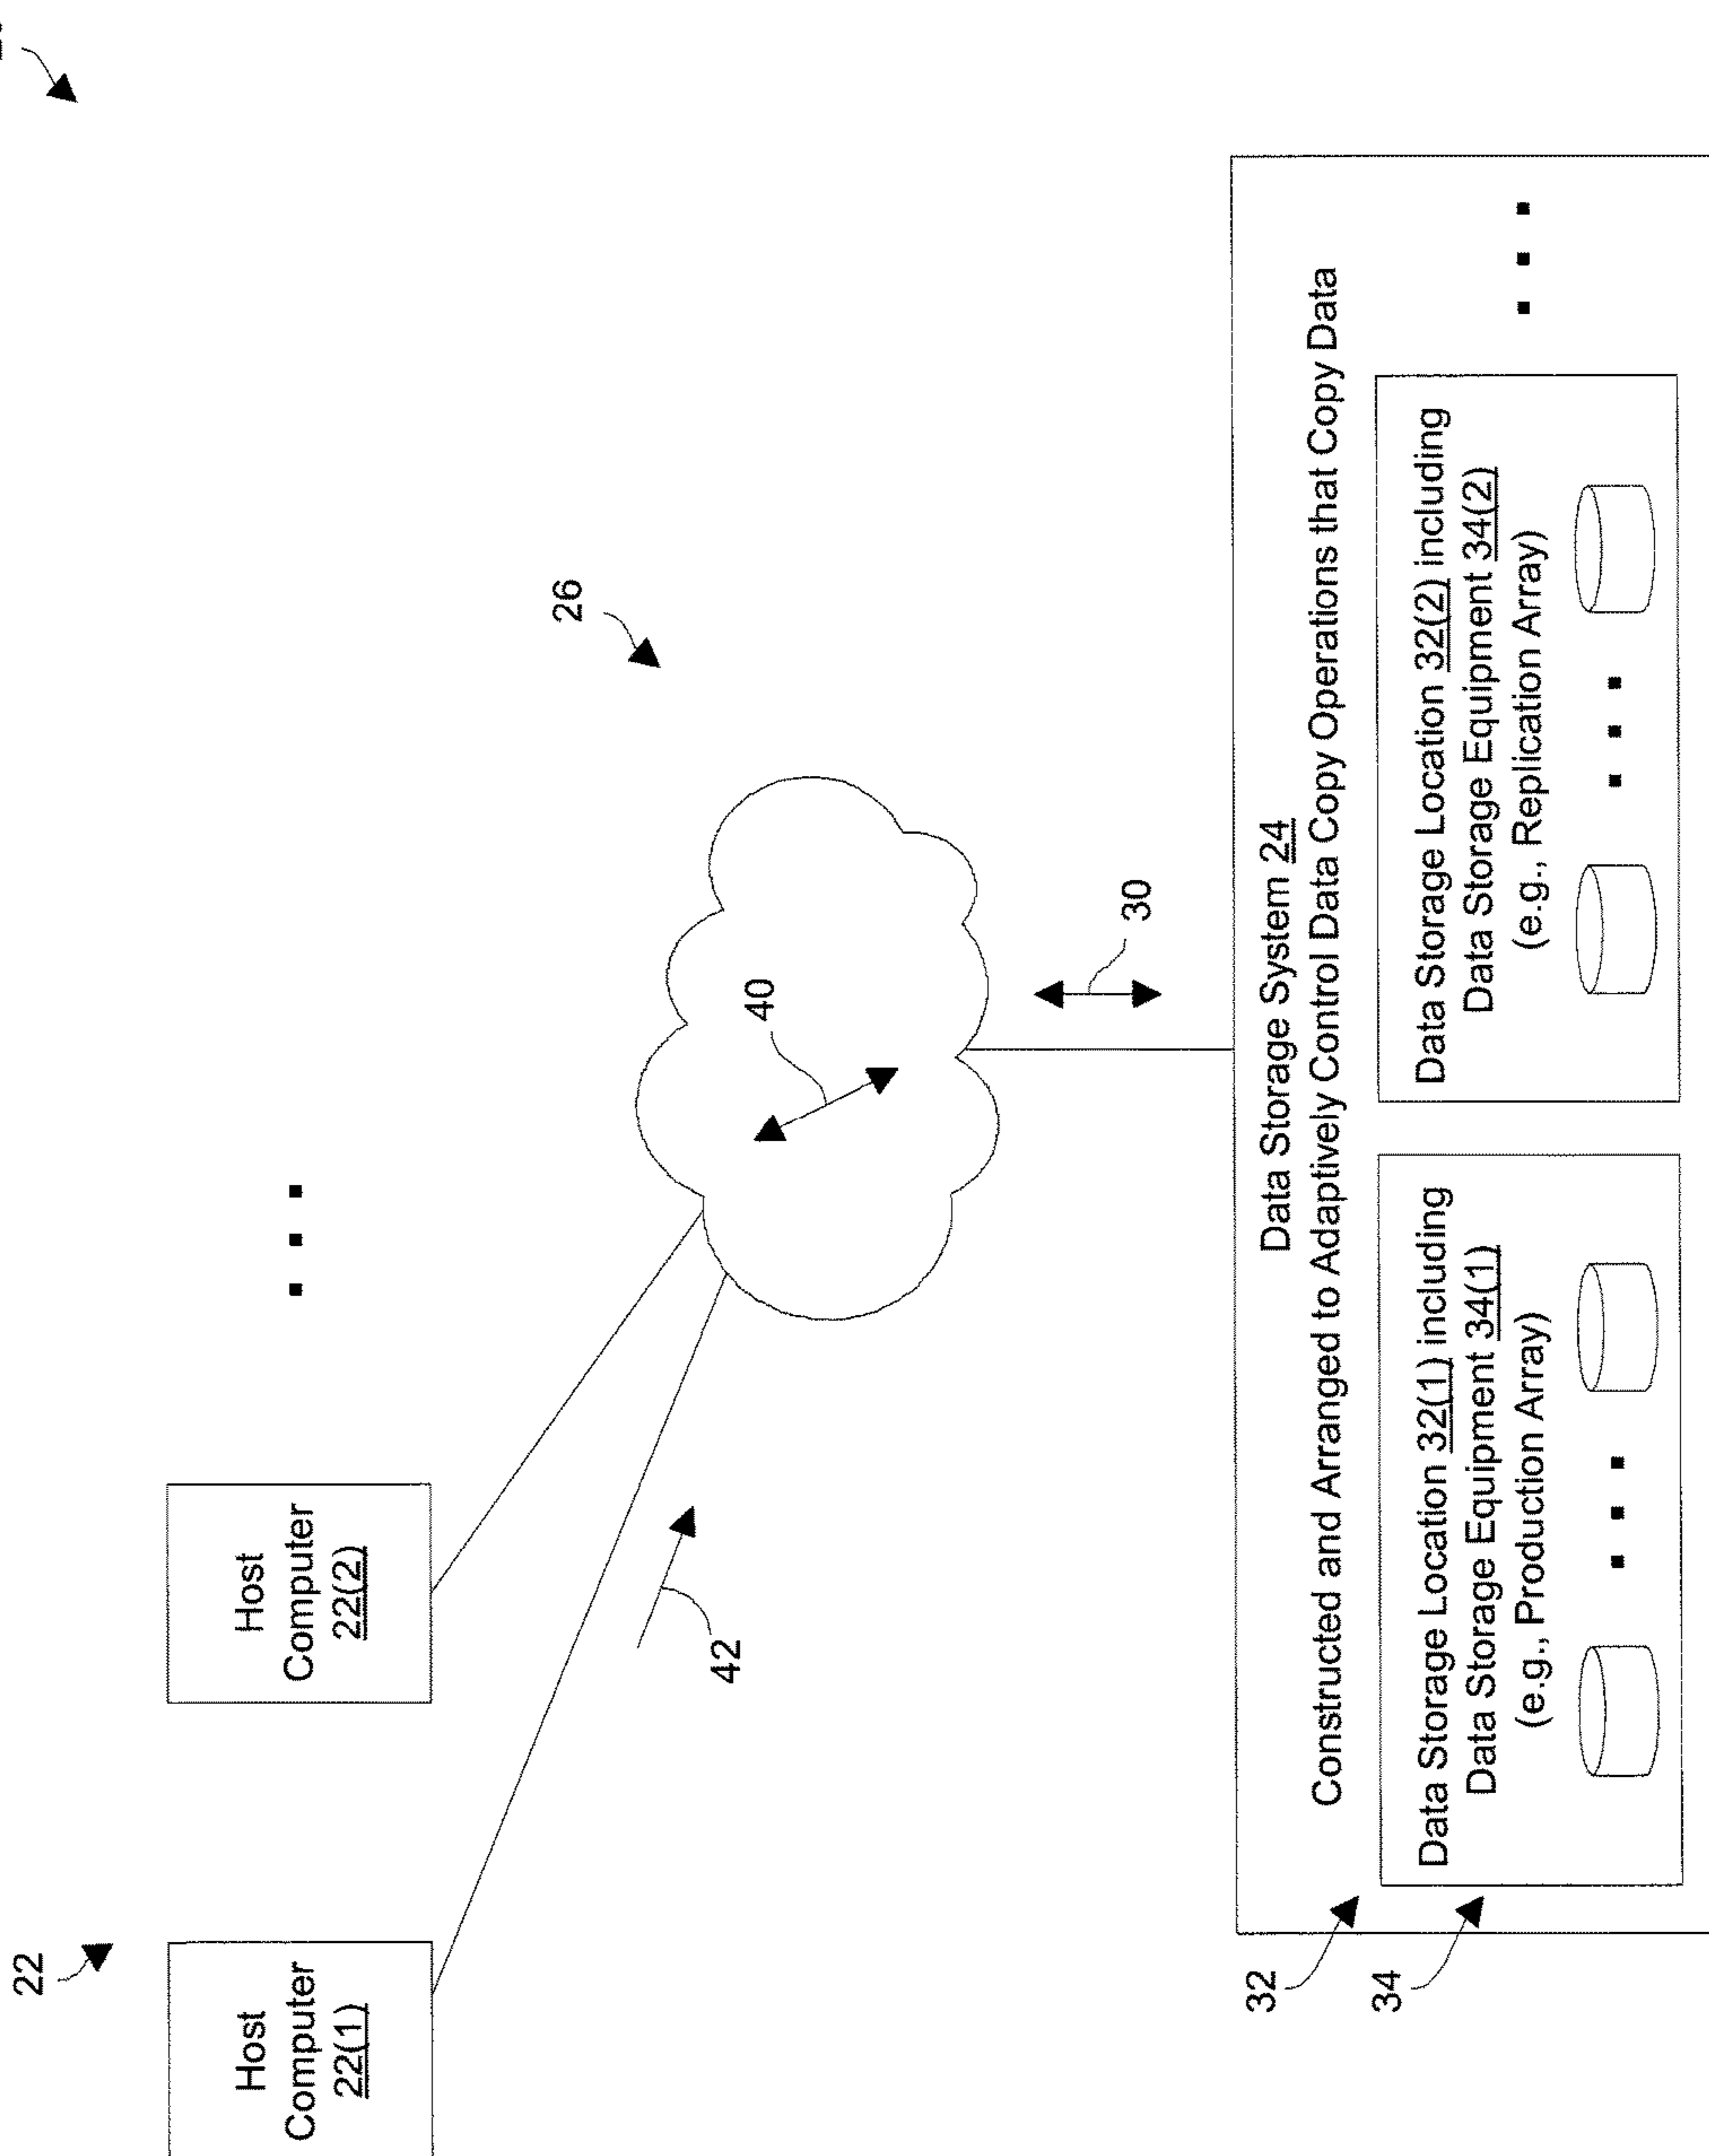 22
Host
Computer
22(1)
Host
Computer
22(2)
42
26
40
30
Data Storage System 24
Constructed and Arranged to Adaptively Control Data Copy Operations that Copy Data
32
34
Data Storage Location 32(1) including
Data Storage Equipment 34(1)
(e.g., Production Array)
Data Storage Location 32(2) including
Data Storage Equipment 34(2)
(e.g., Replication Array)